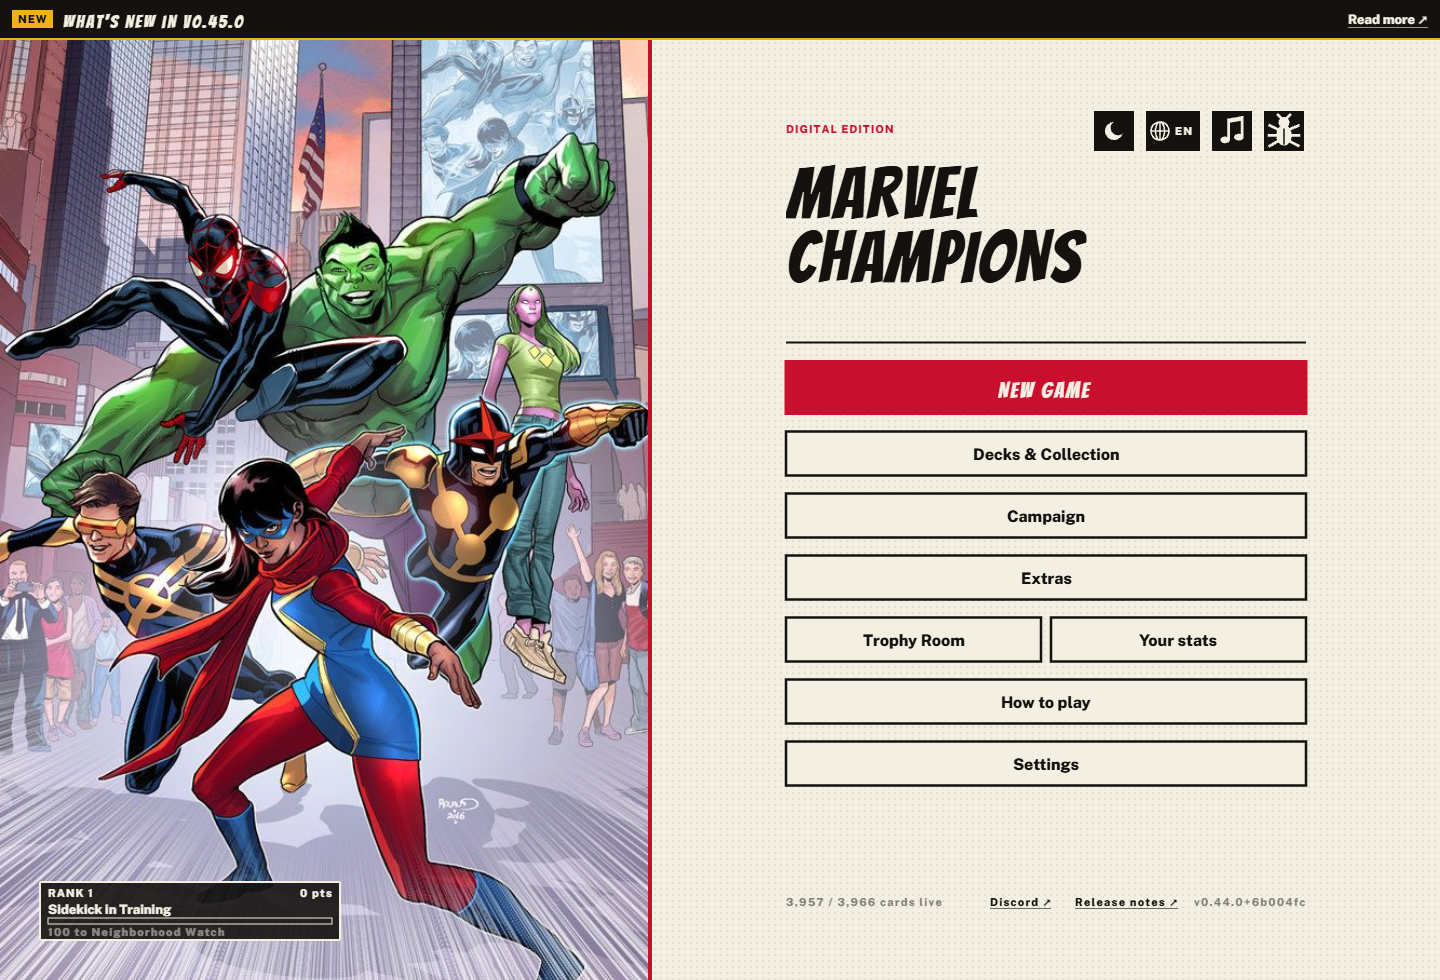 NEW WHAT'S NEW IN V0.45.0
Read more ↗
DIGITAL EDITION
EN
MARVEL
CHAMPIONS
NEW GAME
Decks & Collection
Campaign
Extras
Trophy Room
Your stats
How to play
Settings
2016
RANK 1
0 pts
Sidekick in Training
100 to Neighborhood Watch
3,957 / 3,966 cards live
Discord ↗
Release notes ↗
v0.44.0+6b004fc